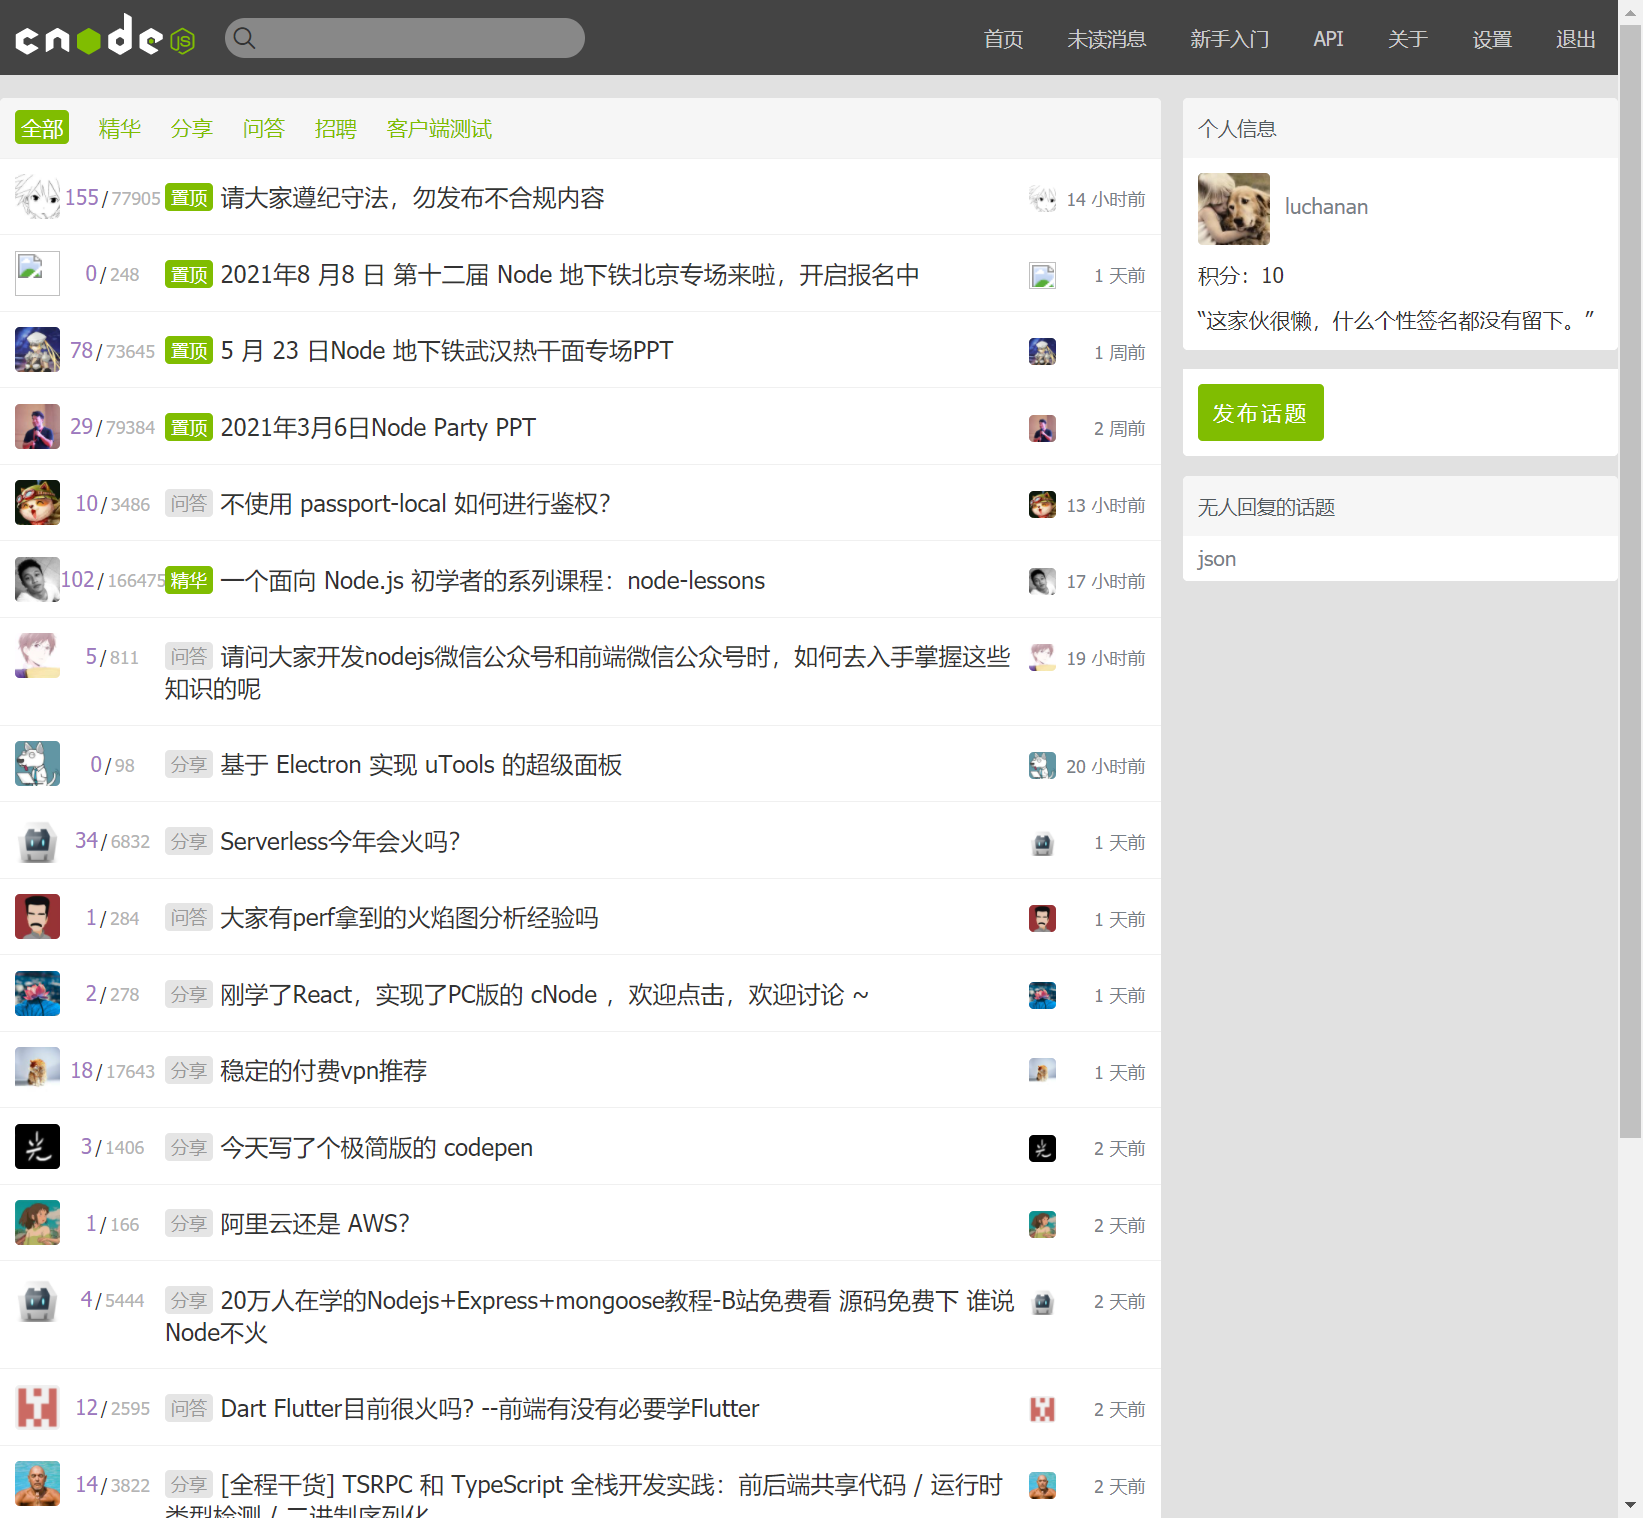 cnode JS
首页 未读消息 新手入门 API 关于 设置 退出
全部 精华 分享 问答 招聘 客户端测试
155/77905 置顶 请大家遵纪守法，勿发布不合规内容 14 小时前
0/248 置顶 2021年8 月8 日 第十二届 Node 地下铁北京专场来啦，开启报名中 1 天前
78/73645 置顶 5 月 23 日Node 地下铁武汉热干面专场PPT 1 周前
29/79384 置顶 2021年3月6日Node Party PPT 2 周前
10/3486 问答 不使用 passport-local 如何进行鉴权？ 13 小时前
102/166475 精华 一个面向 Node.js 初学者的系列课程：node-lessons 17 小时前
5/811 问答 请问大家开发nodejs微信公众号和前端微信公众号时，如何去入手掌握这些 19 小时前
知识的呢
0/98 分享 基于 Electron 实现 uTools 的超级面板 20 小时前
34/6832 分享 Serverless今年会火吗？ 1 天前
1/284 问答 大家有perf拿到的火焰图分析经验吗 1 天前
2/278 分享 刚学了React，实现了PC版的 cNode ，欢迎点击，欢迎讨论 ~ 1 天前
18/17643 分享 稳定的付费vpn推荐 1 天前
3/1406 分享 今天写了个极简版的 codepen 2 天前
光
1/166 分享 阿里云还是 AWS？ 2 天前
4/5444 分享 20万人在学的Nodejs+Express+mongoose教程-B站免费看 源码免费下 谁说 2 天前
Node不火
12/2595 问答 Dart Flutter目前很火吗? --前端有没有必要学Flutter 2 天前
14/3822 分享 [全程干货] TSRPC 和 TypeScript 全栈开发实践：前后端共享代码 / 运行时 2 天前
类型检测 / 二进制序列化
个人信息
luchanan
积分：10
“这家伙很懒，什么个性签名都没有留下。”
发布话题
无人回复的话题
json